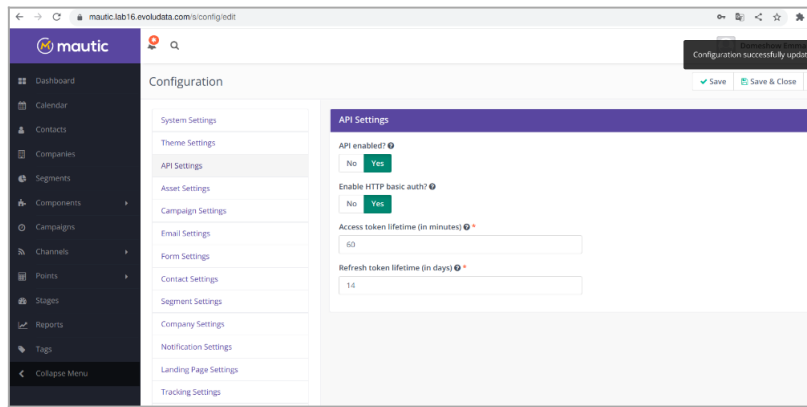 mautic.lab16.evoludata.com/s/config/edit
mautic
Configuration successfully updat
Dashboard
Configuration
Save
Save & Close
Calendar
Contacts
Companies
Segments
Components
Campaigns
Channels
Points
Stages
Reports
Tags
Collapse Menu
System Settings
Theme Settings
API Settings
Asset Settings
Campaign Settings
Email Settings
Form Settings
Contact Settings
Segment Settings
Company Settings
Notification Settings
Landing Page Settings
Tracking Settings
API Settings
API enabled?
No Yes
Enable HTTP basic auth?
No Yes
Access token lifetime (in minutes) *
60
Refresh token lifetime (in days) *
14